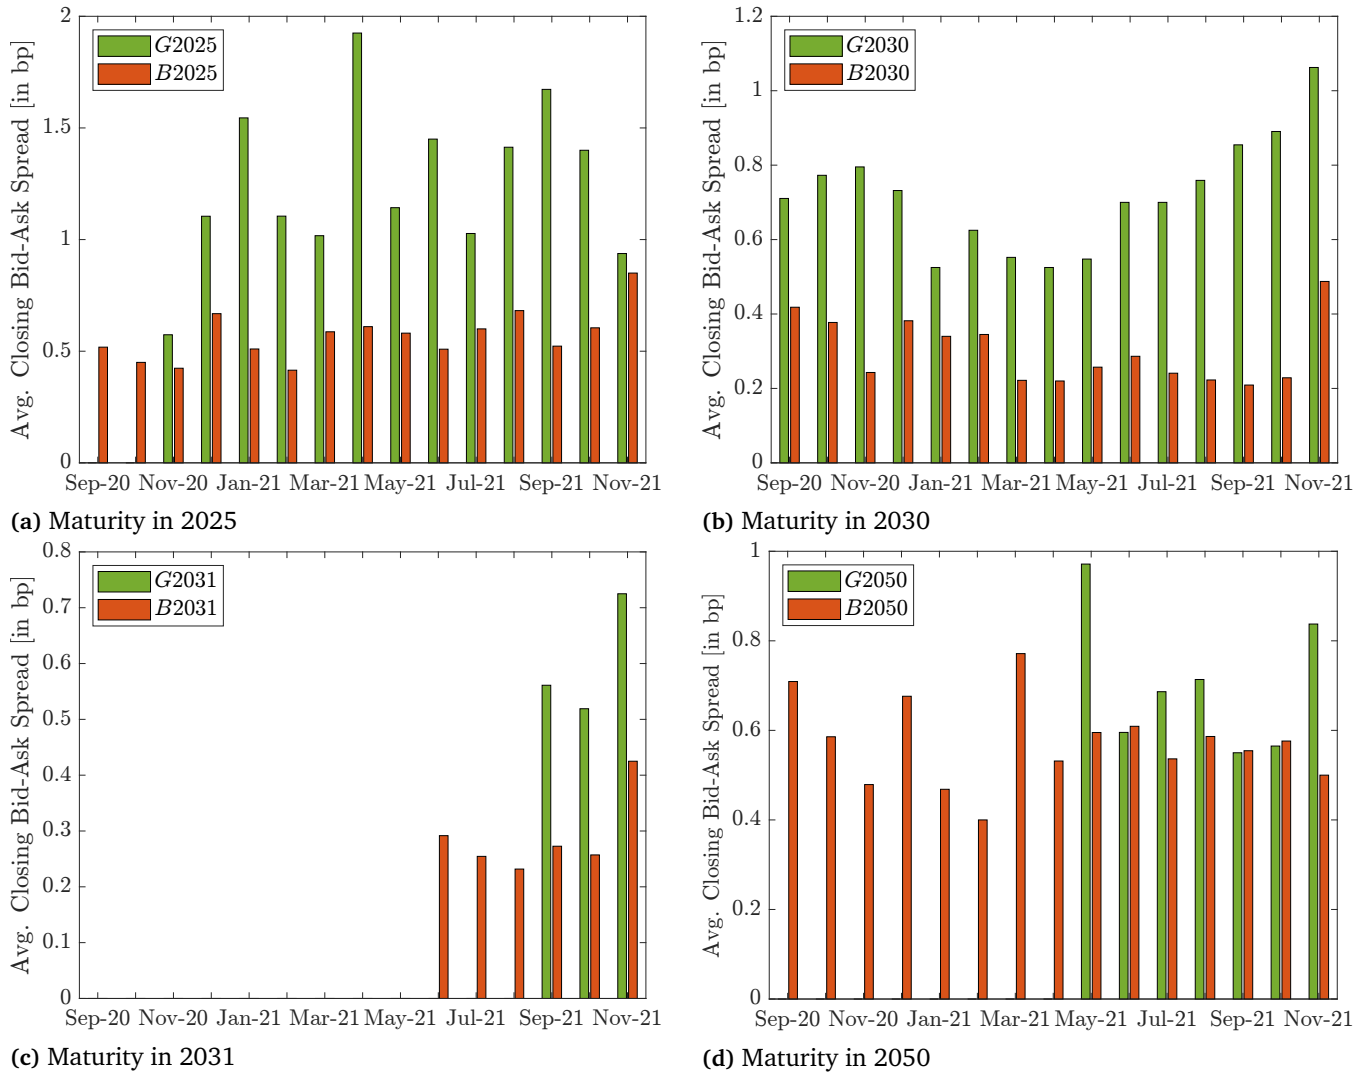 Avg. Closing Bid-Ask Spread [in bp]
2
1.5
1
0.5
0
G2025
B2025
Sep-20 Nov-20 Jan-21 Mar-21 May-21 Jul-21 Sep-21 Nov-21
(a) Maturity in 2025
Avg. Closing Bid-Ask Spread [in bp]
1.2
1
0.8
0.6
0.4
0.2
0
G2030
B2030
Sep-20 Nov-20 Jan-21 Mar-21 May-21 Jul-21 Sep-21 Nov-21
(b) Maturity in 2030
Avg. Closing Bid-Ask Spread [in bp]
0.8
0.7
0.6
0.5
0.4
0.3
0.2
0.1
0
G2031
B2031
Sep-20 Nov-20 Jan-21 Mar-21 May-21 Jul-21 Sep-21 Nov-21
(c) Maturity in 2031
Avg. Closing Bid-Ask Spread [in bp]
1
0.8
0.6
0.4
0.2
0
G2050
B2050
Sep-20 Nov-20 Jan-21 Mar-21 May-21 Jul-21 Sep-21 Nov-21
(d) Maturity in 2050